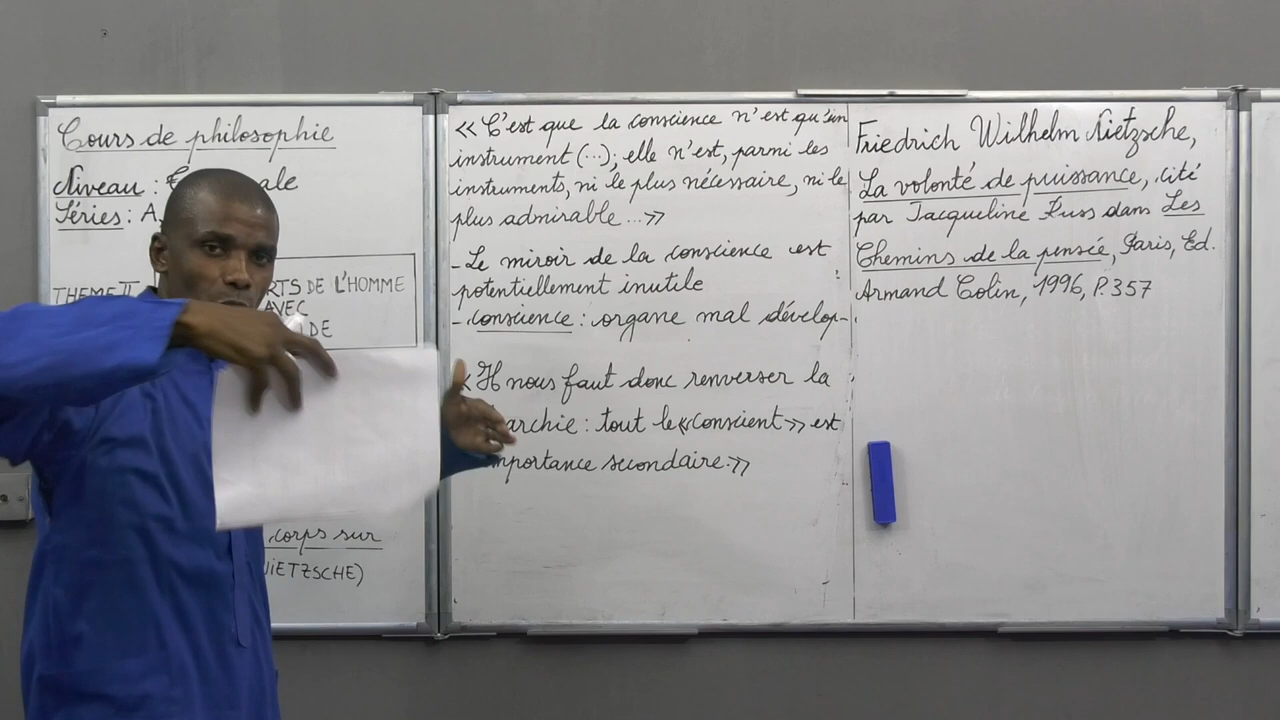 Cours de philosophie
Niveau : ale
Séries : A
THEME II RTS DE L'HOMME
AVEC
DE
corps sur
NIETZSCHE)
<< C'est que la conscience n'est qu'un
instrument (...); elle n'est, parmi les
instruments, ni le plus nécessaire, ni le
plus admirable ... >>
- Le miroir de la conscience est
potentiellement inutile
- conscience : organe mal dévelop-
« Il nous faut donc renverser la
archie : tout le << conscient >> est
mportance secondaire. >>
Friedrich Wilhelm Nietzsche,
La volonté de puissance, cité
par Jacqueline Russ dans Les
Chemins de la pensée, Paris, Ed.
Armand Colin, 1996, P. 357